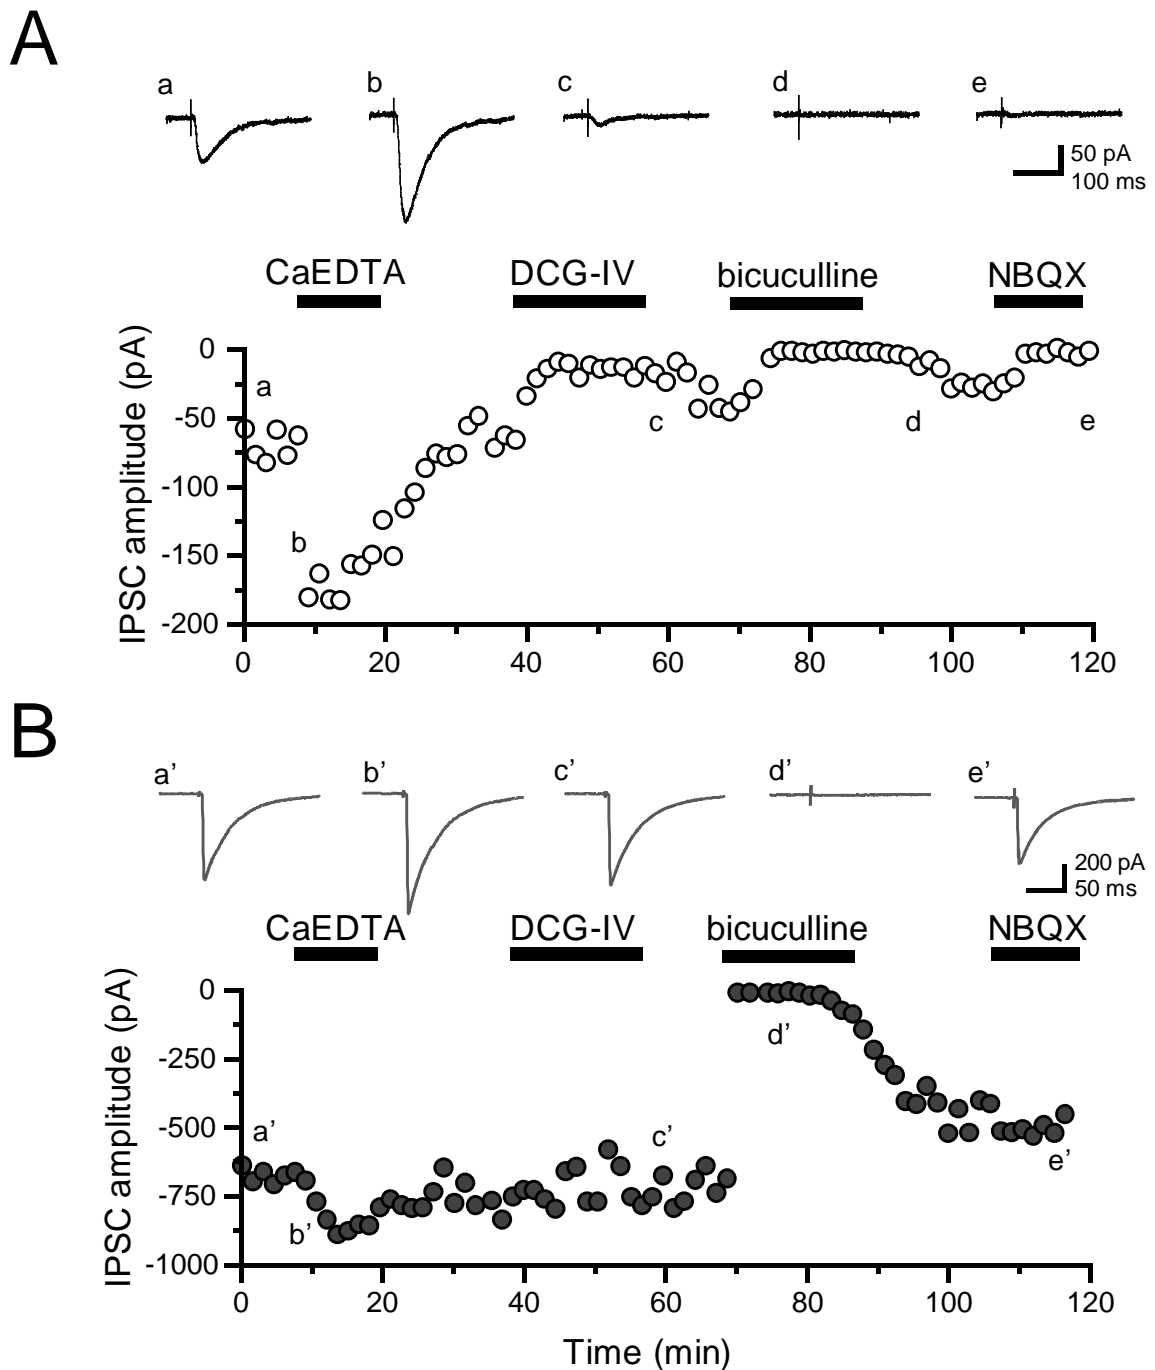 A
a b c d e
50 pA
100 ms
CaEDTA DCG-IV bicuculline NBQX
IPSC amplitude (pA)
0
-50
-100
-150
-200
a
b
c
d
e
0 20 40 60 80 100 120
B
a’ b’ c’ d’ e’
200 pA
50 ms
CaEDTA DCG-IV bicuculline NBQX
IPSC amplitude (pA)
0
-250
-500
-750
-1000
a’
b’
c’
d’
e’
0 20 40 60 80 100 120
Time (min)